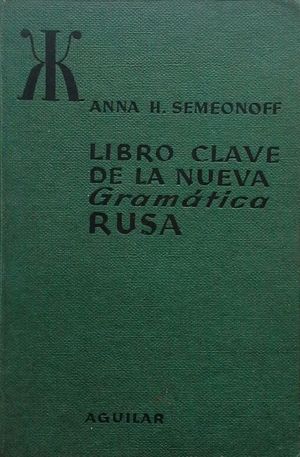 ANNA H. SEMEONOFF
LIBRO CLAVE
DE LA NUEVA
Gramática
RUSA
AGUILAR